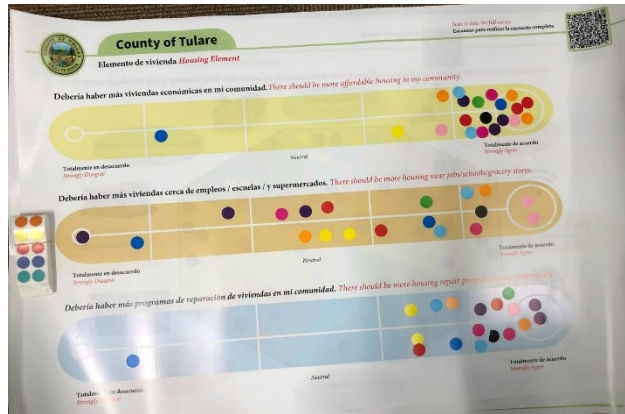 Scan to take the full survey
Escanear para realizar la encuesta completa
County of Tulare
Elemento de vivienda Housing Element
Debería haber más viviendas económicas en mi comunidad. There should be more affordable housing in my community.
Totalmente en desacuerdo
Strongly Disagree
Neutral
Totalmente de acuerdo
Strongly Agree
Debería haber más viviendas cerca de empleos / escuelas / y supermercados. There should be more housing near jobs/schools/grocery stores.
Totalmente en desacuerdo
Strongly Disagree
Neutral
Totalmente de acuerdo
Strongly Agree
Debería haber más programas de reparación de viviendas en mi comunidad. There should be more housing repair
Neutral
Totalmente de acuerdo
Strongly Agree